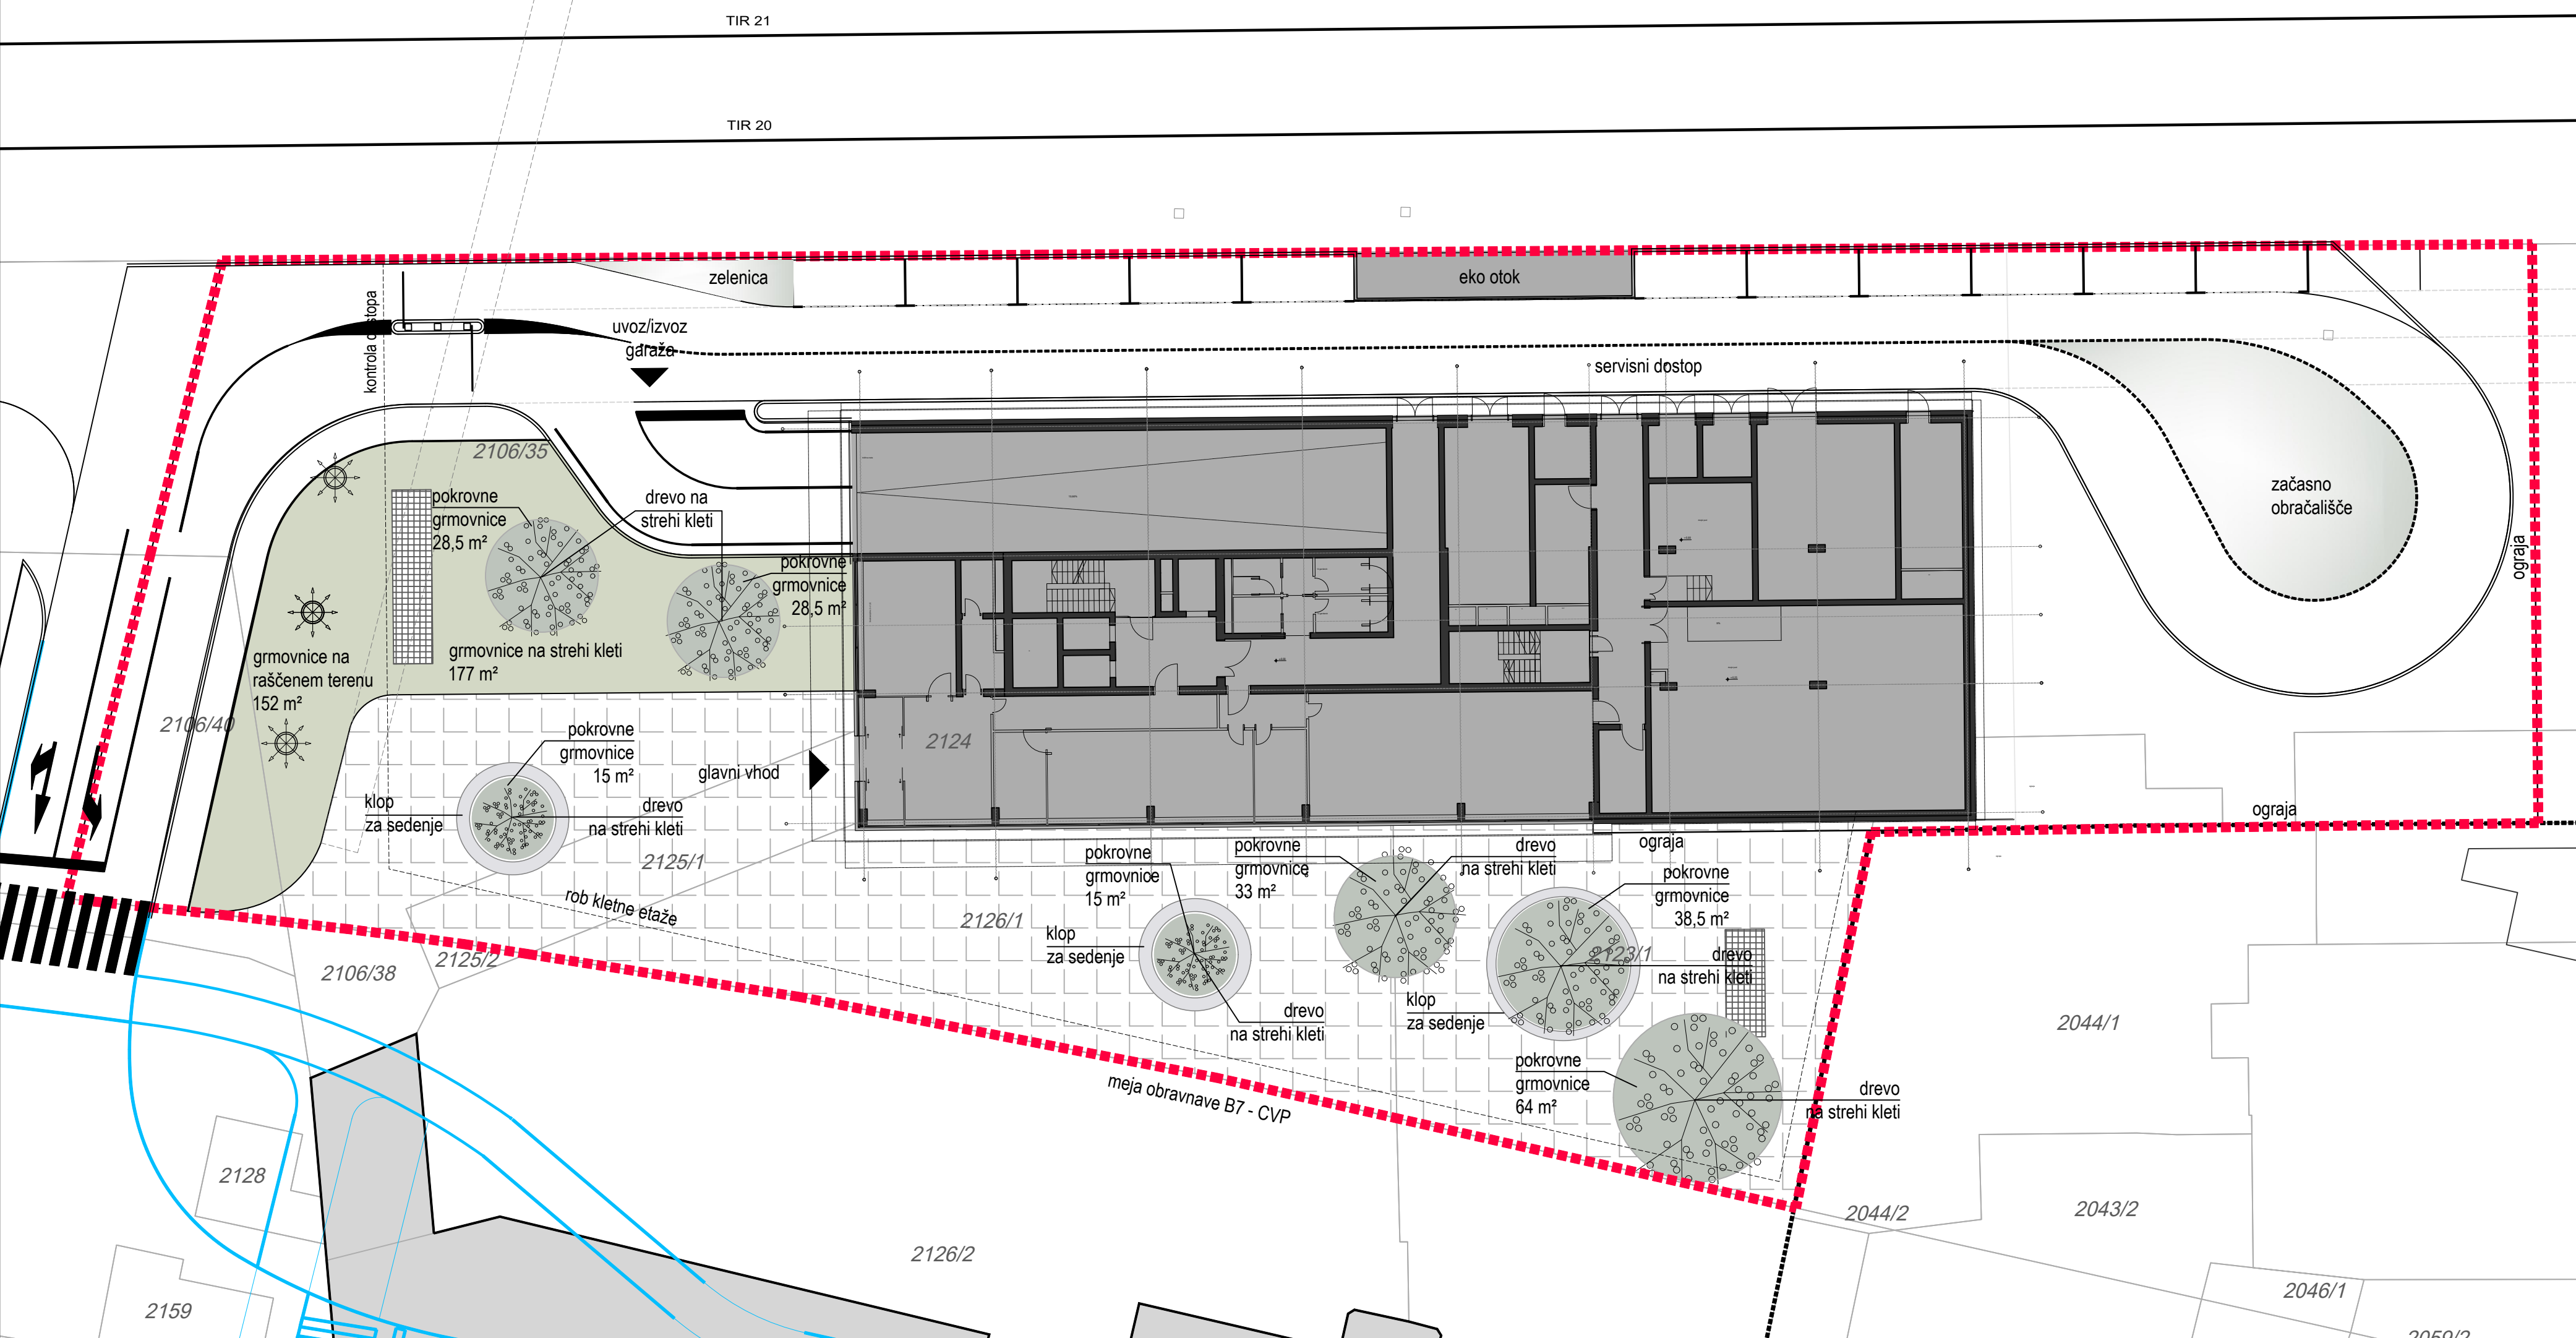 TIR 21
TIR 20
zelenica
eko otok
kontrola dostopa
uvoz/izvoz
garaža
servisni dostop
2106/35
pokrovne
grmovnice
28,5 m²
drevo na
strehi kleti
pokrovne
grmovnice
28,5 m²
začasno
obračališče
ograja
grmovnice na
raščenem terenu
152 m²
grmovnice na strehi kleti
177 m²
2106/40
pokrovne
grmovnice
15 m²
glavni vhod
2124
klop
za sedenje
drevo
na strehi kleti
ograja
2125/1
rob kletne etaže
ograja
pokrovne
grmovnice
15 m²
pokrovne
grmovnice
33 m²
drevo
na strehi kleti
pokrovne
grmovnice
38,5 m²
2126/1
klop
za sedenje
2123/1
drevo
na strehi kleti
2106/38
2125/2
drevo
na strehi kleti
klop
za sedenje
2044/1
pokrovne
grmovnice
64 m²
drevo
na strehi kleti
meja obravnave B7 - CVP
2128
2044/2
2043/2
2126/2
2046/1
2159
2059/2